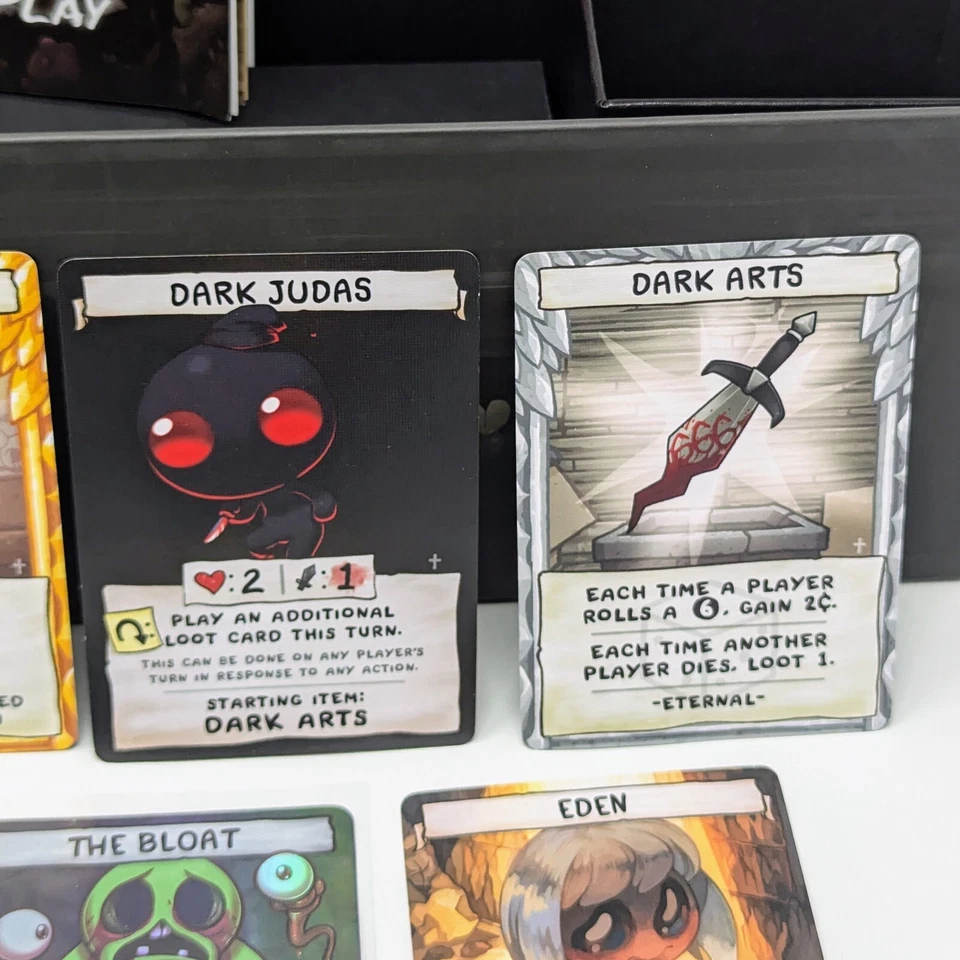 PLAY
DARK JUDAS
: 2 | : 1
PLAY AN ADDITIONAL
LOOT CARD THIS TURN.
THIS CAN BE DONE ON ANY PLAYER'S
TURN IN RESPONSE TO ANY ACTION.
STARTING ITEM:
DARK ARTS
DARK ARTS
666
EACH TIME A PLAYER
ROLLS A 6, GAIN 2¢.
EACH TIME ANOTHER
PLAYER DIES, LOOT 1.
-ETERNAL-
THE BLOAT
EDEN